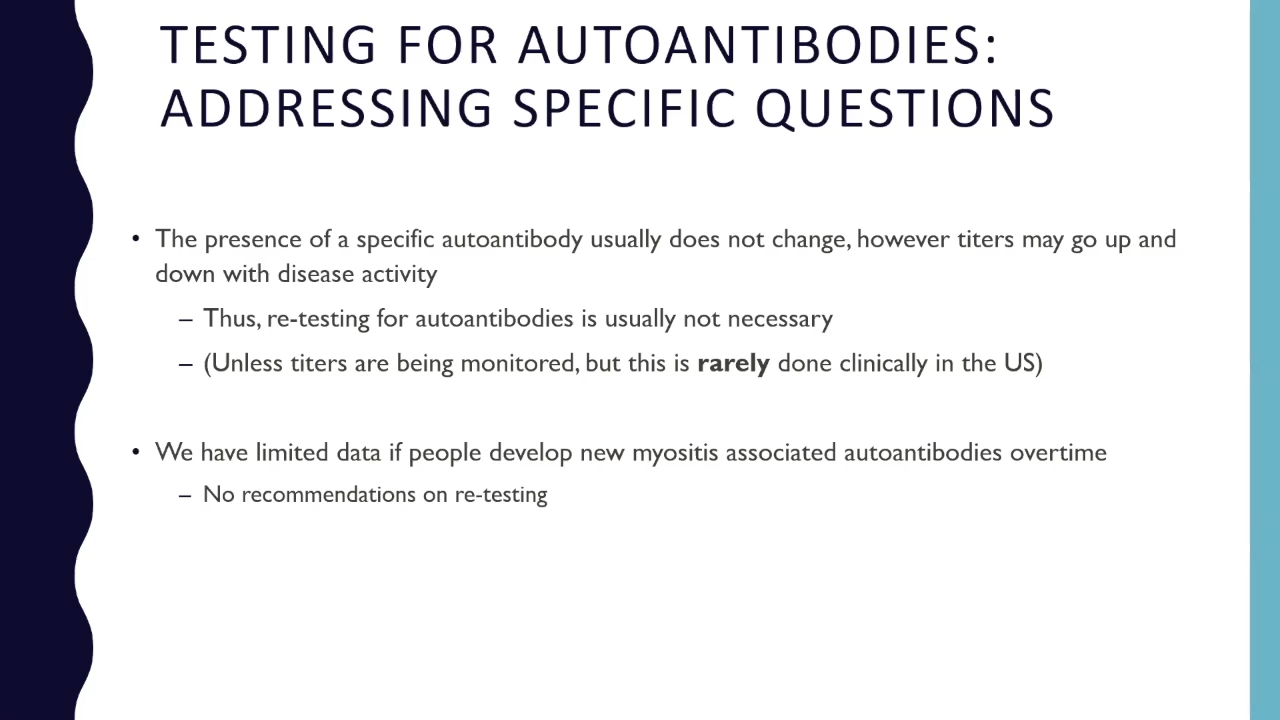 TESTING FOR AUTOANTIBODIES:
ADDRESSING SPECIFIC QUESTIONS
• The presence of a specific autoantibody usually does not change, however titers may go up and
down with disease activity
– Thus, re-testing for autoantibodies is usually not necessary
– (Unless titers are being monitored, but this is rarely done clinically in the US)
• We have limited data if people develop new myositis associated autoantibodies overtime
– No recommendations on re-testing